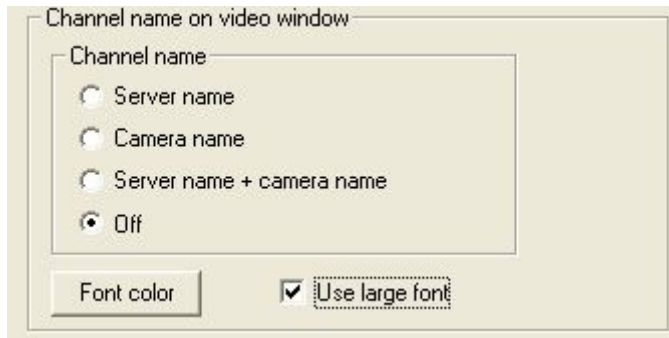 Channel name on video window
Channel name
Server name
Camera name
Server name + camera name
Off
Font color
Use large font